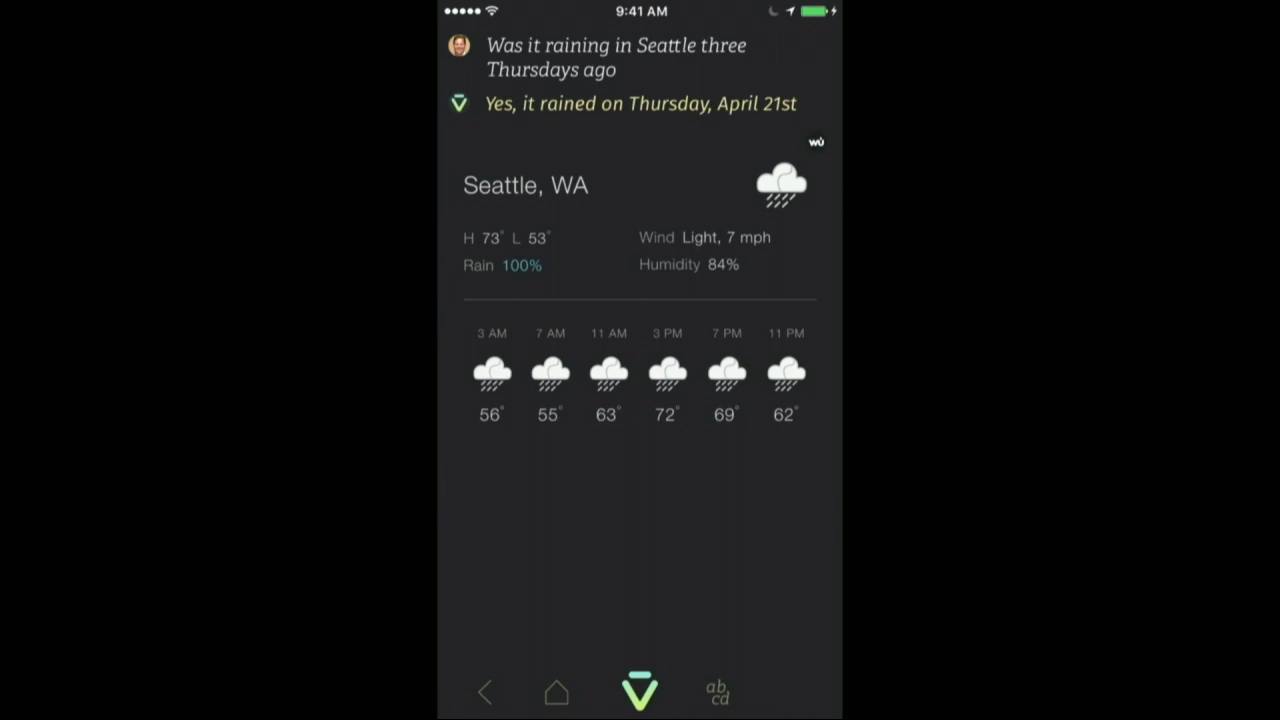 9:41 AM
Was it raining in Seattle three
Thursdays ago
Yes, it rained on Thursday, April 21st
wu
Seattle, WA
H 73° L 53° Wind Light, 7 mph
Rain 100% Humidity 84%
3 AM 7 AM 11 AM 3 PM 7 PM 11 PM
56° 55° 63° 72° 69° 62°
ab,
cd